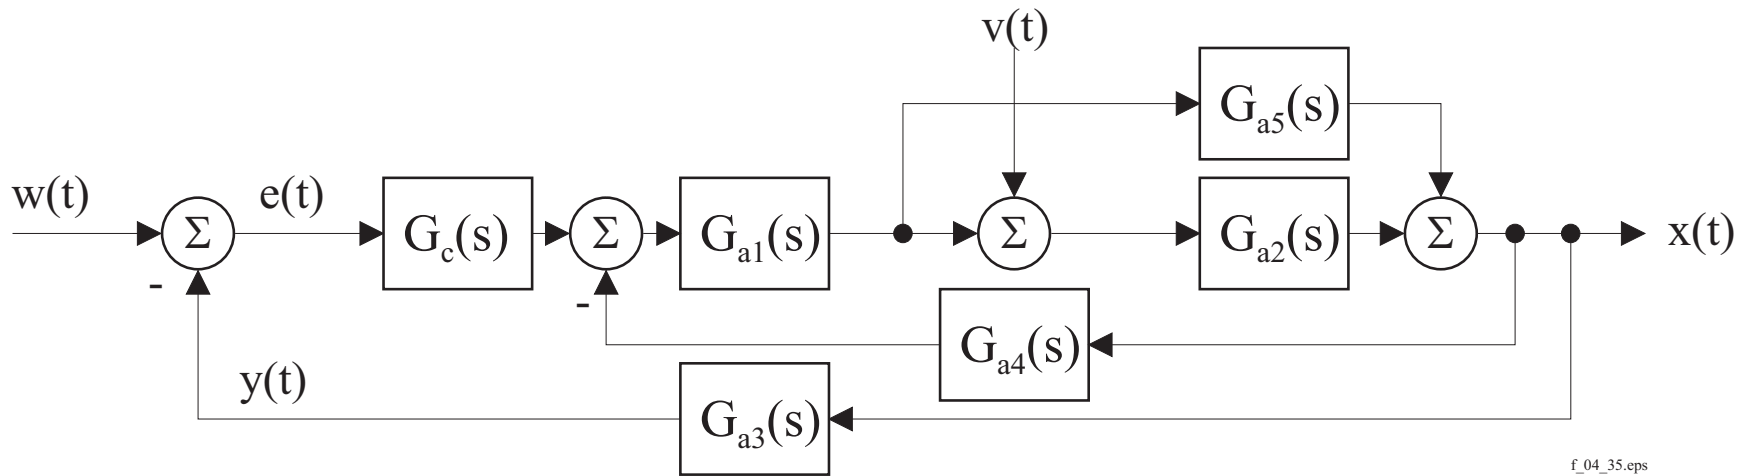 v(t)
G_a5(s)
w(t)
Σ
e(t)
G_c(s)
Σ
G_a1(s)
Σ
G_a2(s)
Σ
x(t)
-
-
G_a4(s)
y(t)
G_a3(s)
f_04_35.eps